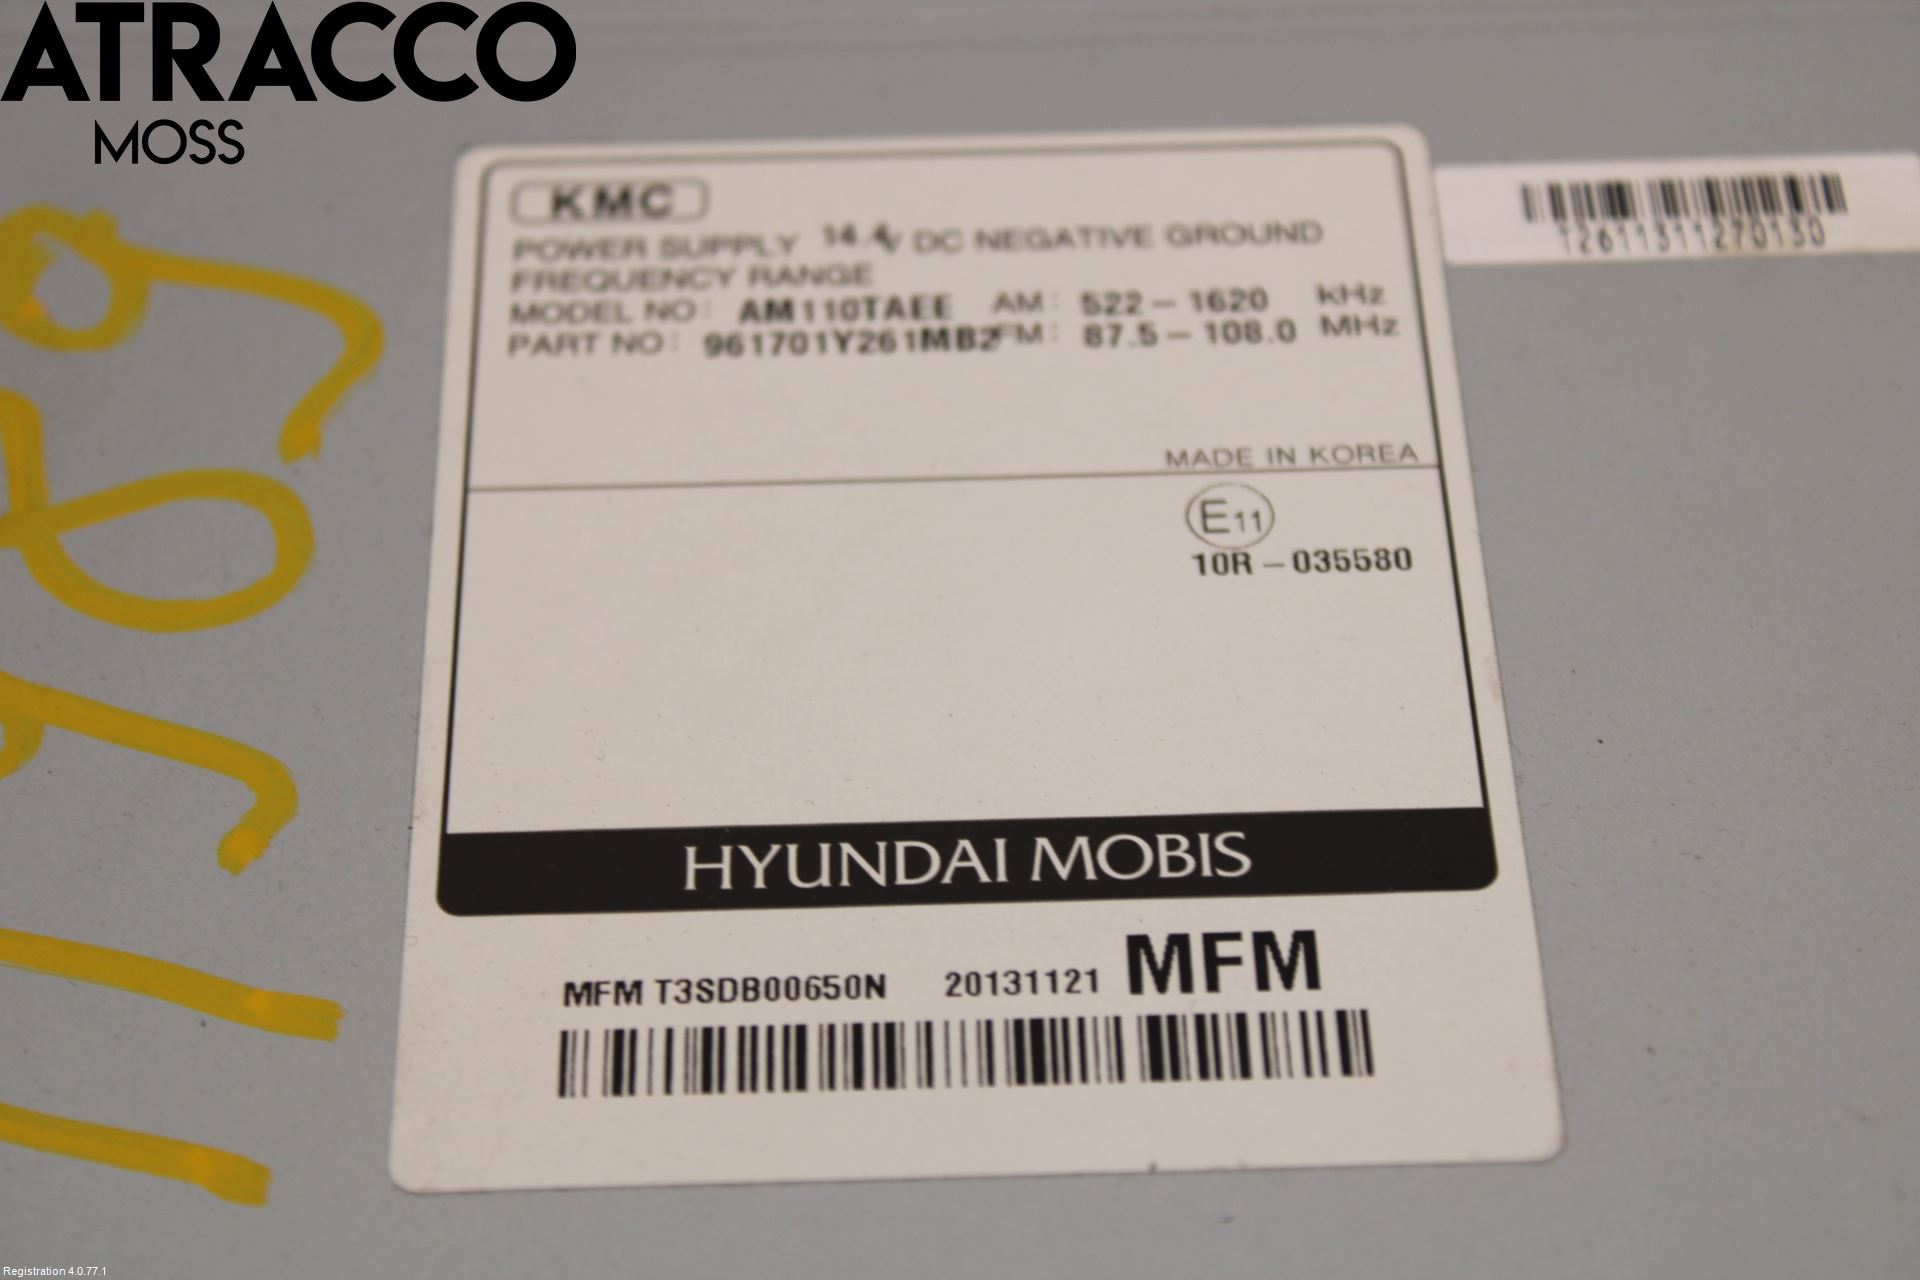 ATRACCO
MOSS
KMC
POWER SUPPLY 14.4V DC NEGATIVE GROUND
FREQUENCY RANGE
MODEL NO: AM110TAEE AM: 522-1620 kHz
PART NO: 961701Y261MB2 FM: 87.5-108.0 MHz
MADE IN KOREA
E11
10R-035580
HYUNDAI MOBIS
MFM T3SDB00650N 20131121 MFM
12611311270130
Registration 4.0.77.1